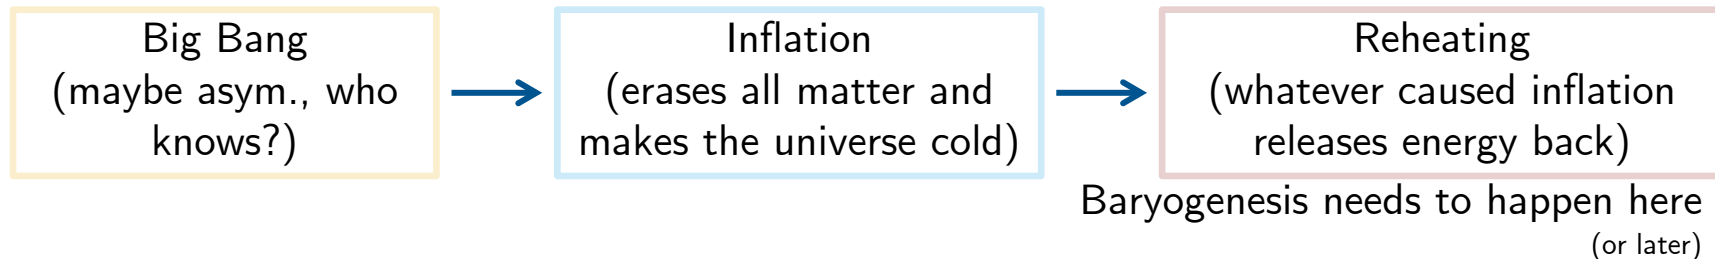 Big Bang
(maybe asym., who
knows?)
Inflation
(erases all matter and
makes the universe cold)
Reheating
(whatever caused inflation
releases energy back)
Baryogenesis needs to happen here
(or later)